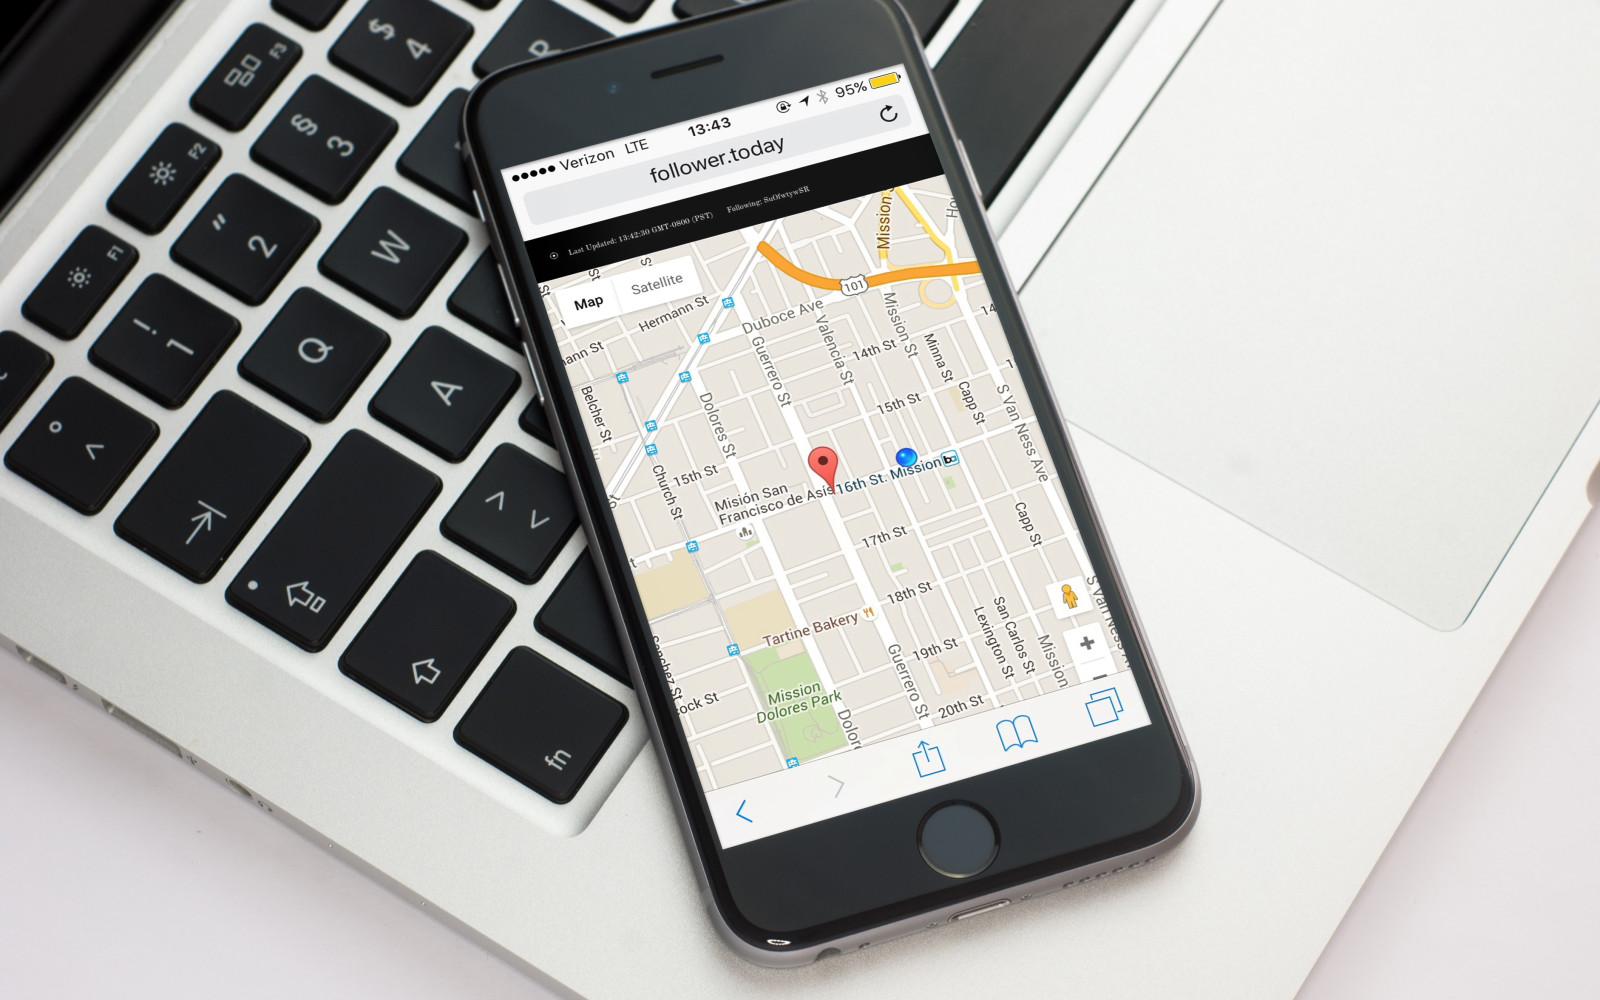 Verizon LTE 13:43 95%
follower.today
Last Updated: 13:42:30 GMT-0800 (PST) Following: SuOfwtywSR
Map Satellite
Hermann St
Duboce Ave
101
Mission
Mission St
Valencia St
Guerrero St
14th St
Minna St
Capp St
15th St
S Van Ness Ave
Belcher St
Dolores St
Church St
15th St
Misión San
Francisco de Asís
16th St. Mission
17th St
Capp St
18th St
Tartine Bakery
19th St
Lexington St
San Carlos St
Mission
S Van Ness Av
Guerrero St
20th St
Mission
Dolores Park
Sanchez St
ock St
Dolor
+
−
F3
F2
F1
$
4
R
§
3
"
2
W
!
1
Q
A
°
^
>
<
fn